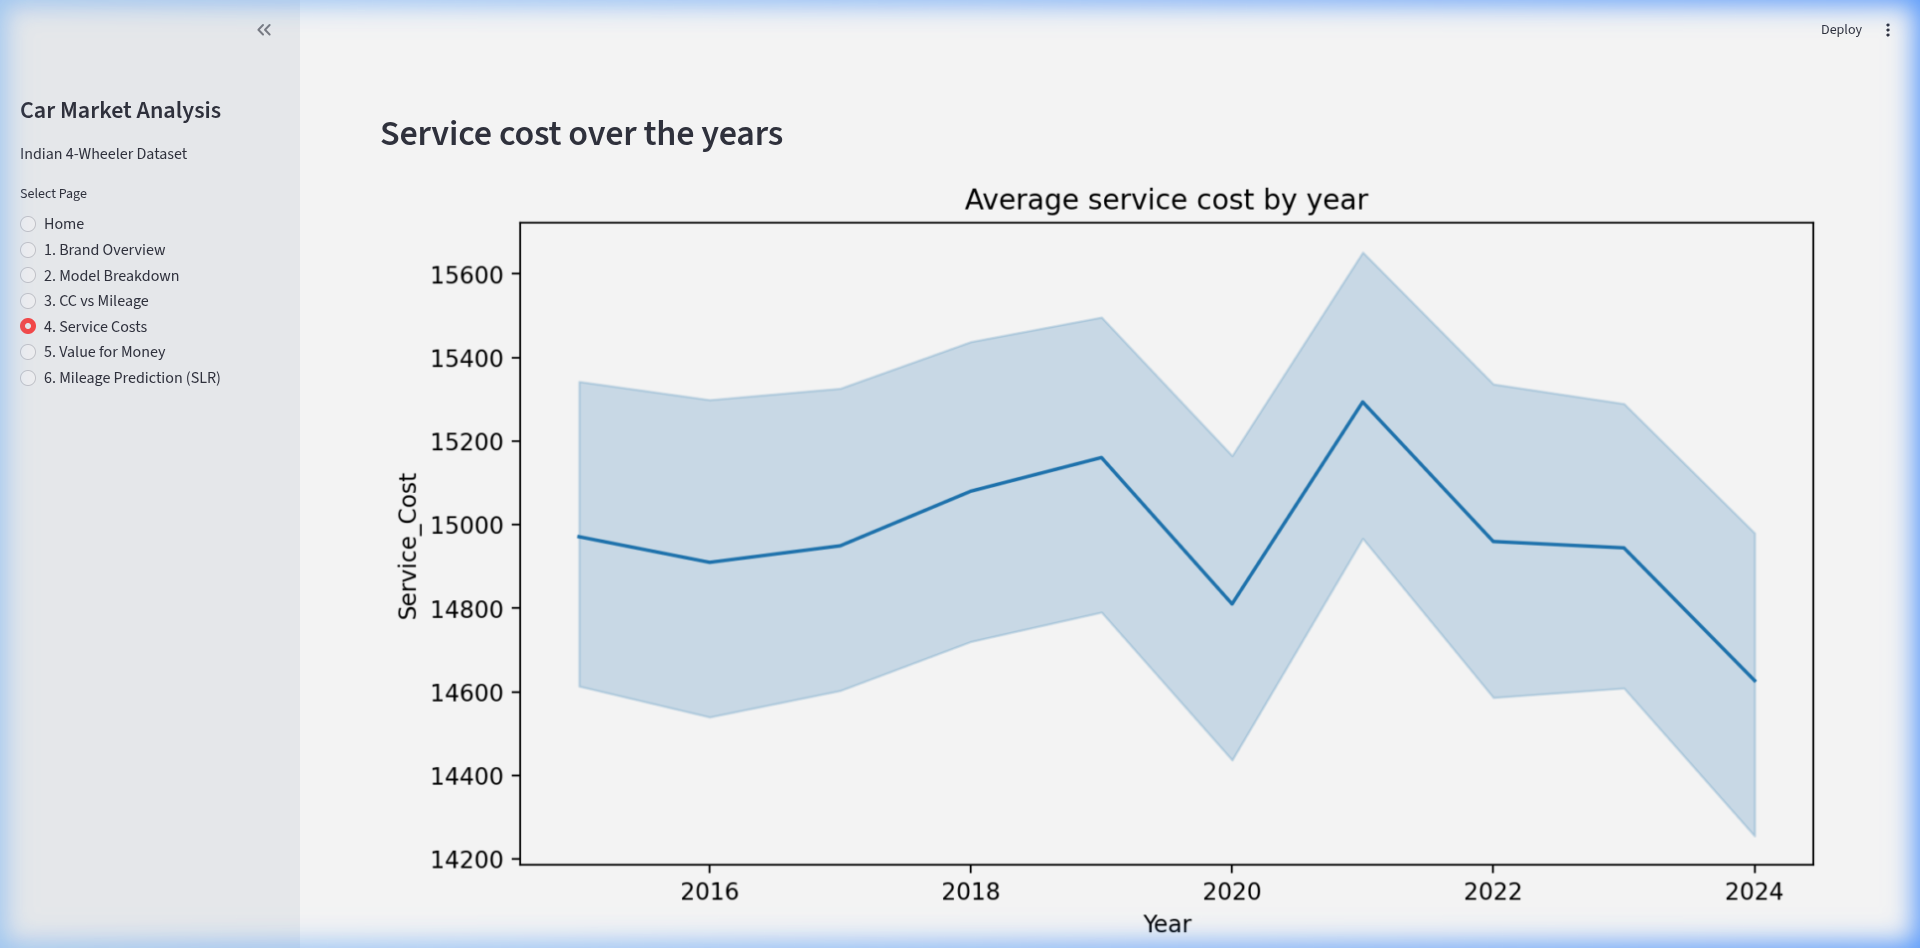 Deploy
Car Market Analysis
Indian 4-Wheeler Dataset
Select Page
Home
1. Brand Overview
2. Model Breakdown
3. CC vs Mileage
4. Service Costs
5. Value for Money
6. Mileage Prediction (SLR)
Service cost over the years
Average service cost by year
Service_Cost
15600
15400
15200
15000
14800
14600
14400
14200
2016 2018 2020 2022 2024
Year